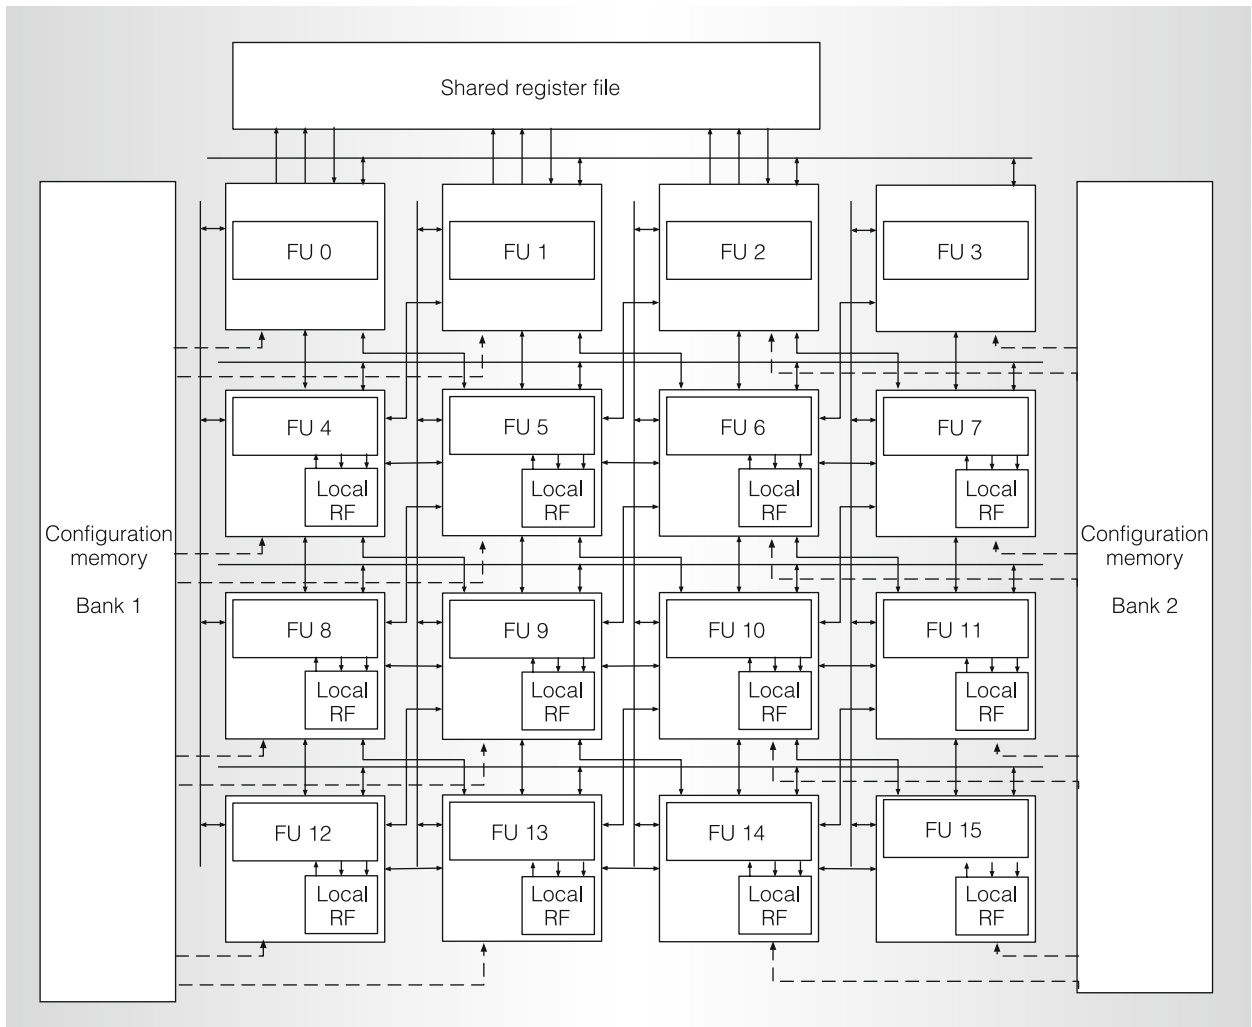 Shared register file
FU 0
FU 1
FU 2
FU 3
FU 4
FU 5
FU 6
FU 7
Local
RF
Local
RF
Local
RF
Local
RF
Configuration
memory
Bank 1
Configuration
memory
Bank 2
FU 8
FU 9
FU 10
FU 11
Local
RF
Local
RF
Local
RF
Local
RF
FU 12
FU 13
FU 14
FU 15
Local
RF
Local
RF
Local
RF
Local
RF